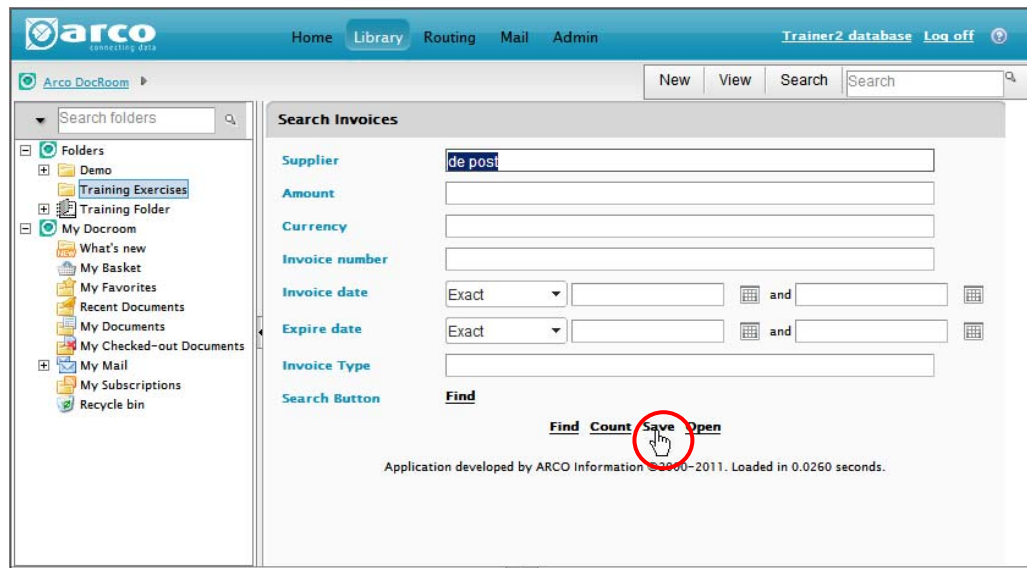 arco
connecting data
Home Library Routing Mail Admin
Trainer2 database Log off ?
Arco DocRoom
New View Search Search
Search folders
Folders
Demo
Training Exercises
Training Folder
My Docroom
What's new
My Basket
My Favorites
Recent Documents
My Documents
My Checked-out Documents
My Mail
My Subscriptions
Recycle bin
Search Invoices
Supplier de post
Amount
Currency
Invoice number
Invoice date Exact and
Expire date Exact and
Invoice Type
Search Button Find
Find Count Save Open
Application developed by ARCO Information ©2000-2011. Loaded in 0.0260 seconds.